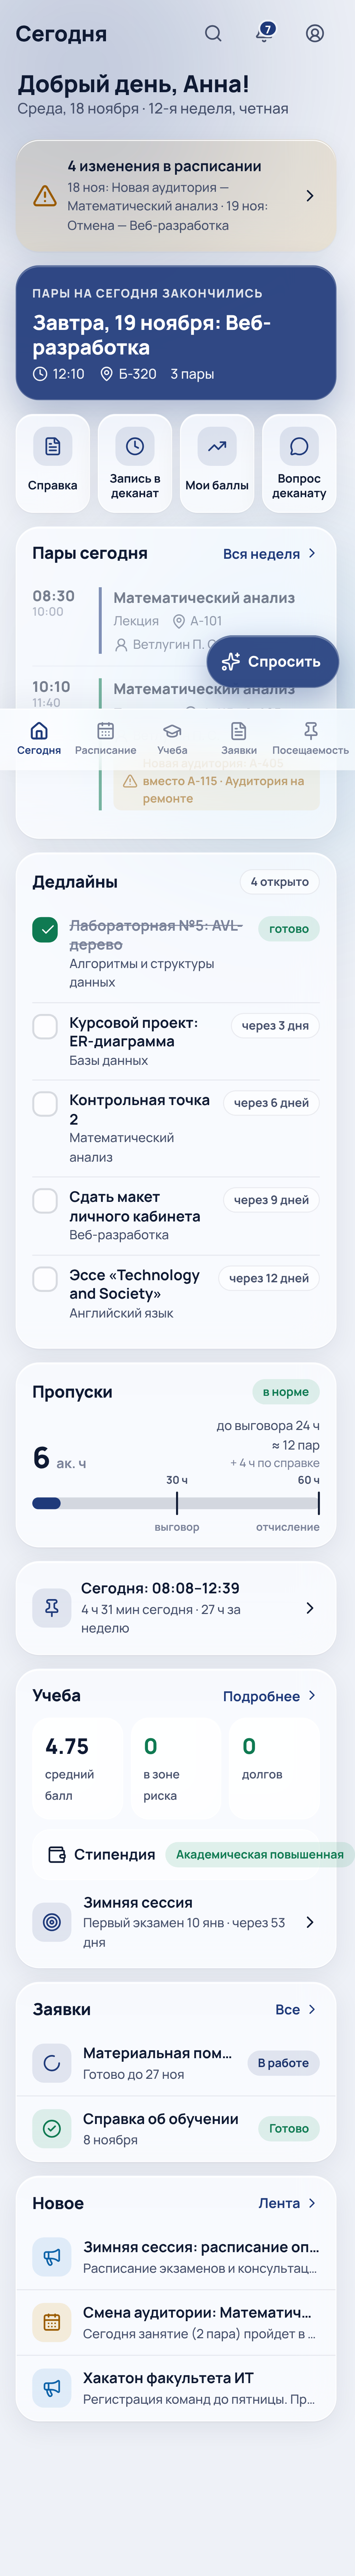 Сегодня
7
Добрый день, Анна!
Среда, 18 ноября · 12-я неделя, четная
4 изменения в расписании
18 ноя: Новая аудитория —
Математический анализ · 19 ноя:
Отмена — Веб-разработка
ПАРЫ НА СЕГОДНЯ ЗАКОНЧИЛИСЬ
Завтра, 19 ноября: Веб-
разработка
12:10 Б-320 3 пары
Справка
Запись в
деканат
Мои баллы
Вопрос
деканату
Пары сегодня
Вся неделя
08:30
10:00
Математический анализ
Лекция А-101
Ветлугин П. С
Спросить
10:10
11:40
Математический анализ
Сегодня
Расписание
Учеба
Заявки
Посещаемость
Новая аудитория: А-405
вместо А-115 · Аудитория на
ремонте
Дедлайны
4 открыто
Лабораторная №5: AVL-
дерево
готово
Алгоритмы и структуры
данных
Курсовой проект:
ER-диаграмма
через 3 дня
Базы данных
Контрольная точка
2
через 6 дней
Математический
анализ
Сдать макет
личного кабинета
через 9 дней
Веб-разработка
Эссе «Technology
and Society»
через 12 дней
Английский язык
Пропуски
в норме
6 ак. ч
до выговора 24 ч
≈ 12 пар
+ 4 ч по справке
30 ч
60 ч
выговор
отчисление
Сегодня: 08:08–12:39
4 ч 31 мин сегодня · 27 ч за
неделю
Учеба
Подробнее
4.75
средний
балл
0
в зоне
риска
0
долгов
Стипендия
Академическая повышенная
Зимняя сессия
Первый экзамен 10 янв · через 53
дня
Заявки
Все
Материальная пом…
Готово до 27 ноя
В работе
Справка об обучении
8 ноября
Готово
Новое
Лента
Зимняя сессия: расписание оп…
Расписание экзаменов и консультац…
Смена аудитории: Математич…
Сегодня занятие (2 пара) пройдет в …
Хакатон факультета ИТ
Регистрация команд до пятницы. Пр…